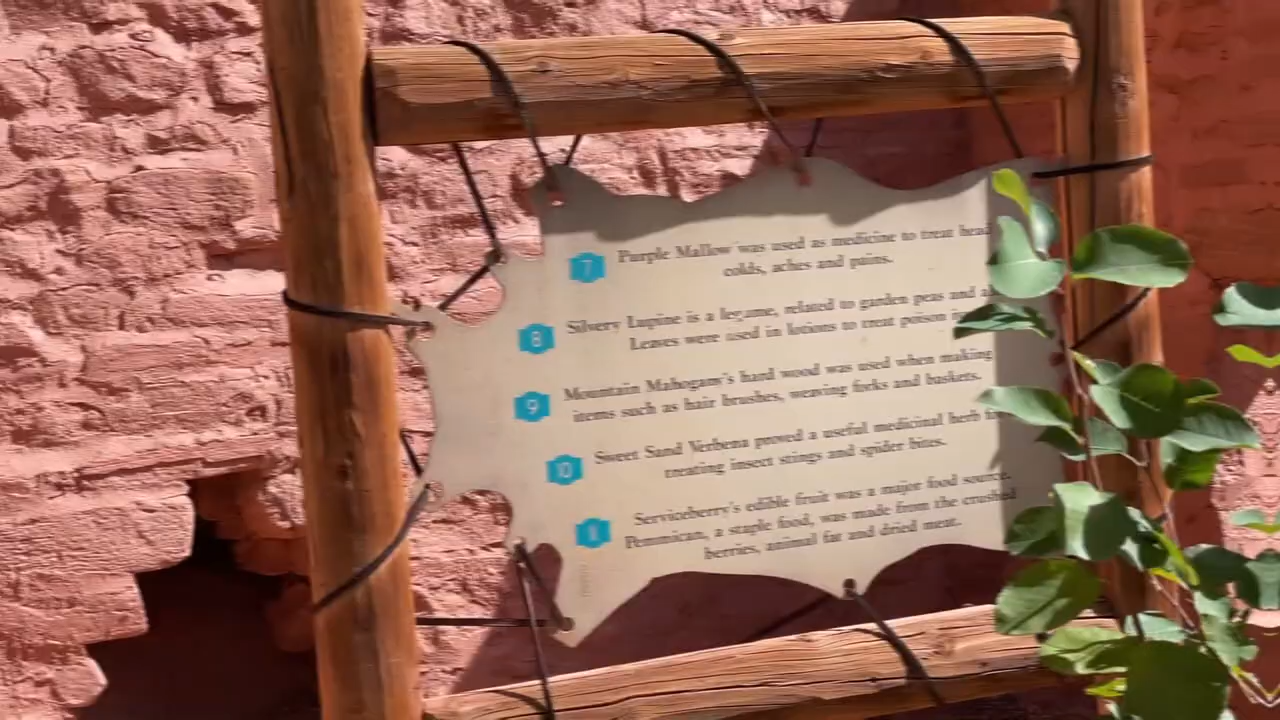 7 Purple Mallow was used as medicine to treat head
colds, aches and pains.
8 Silvery Lupine is a legume, related to garden peas and
Leaves were used in lotions to treat poison
9 Mountain Mahogany's hard wood was used when making
items such as hair brushes, weaving forks and baskets.
10 Sweet Sand Verbena proved a useful medicinal herb
treating insect stings and spider bites.
Serviceberry's edible fruit was a major food source.
Pemmican, a staple food, was made from the crushed
berries, animal fat and dried meat.